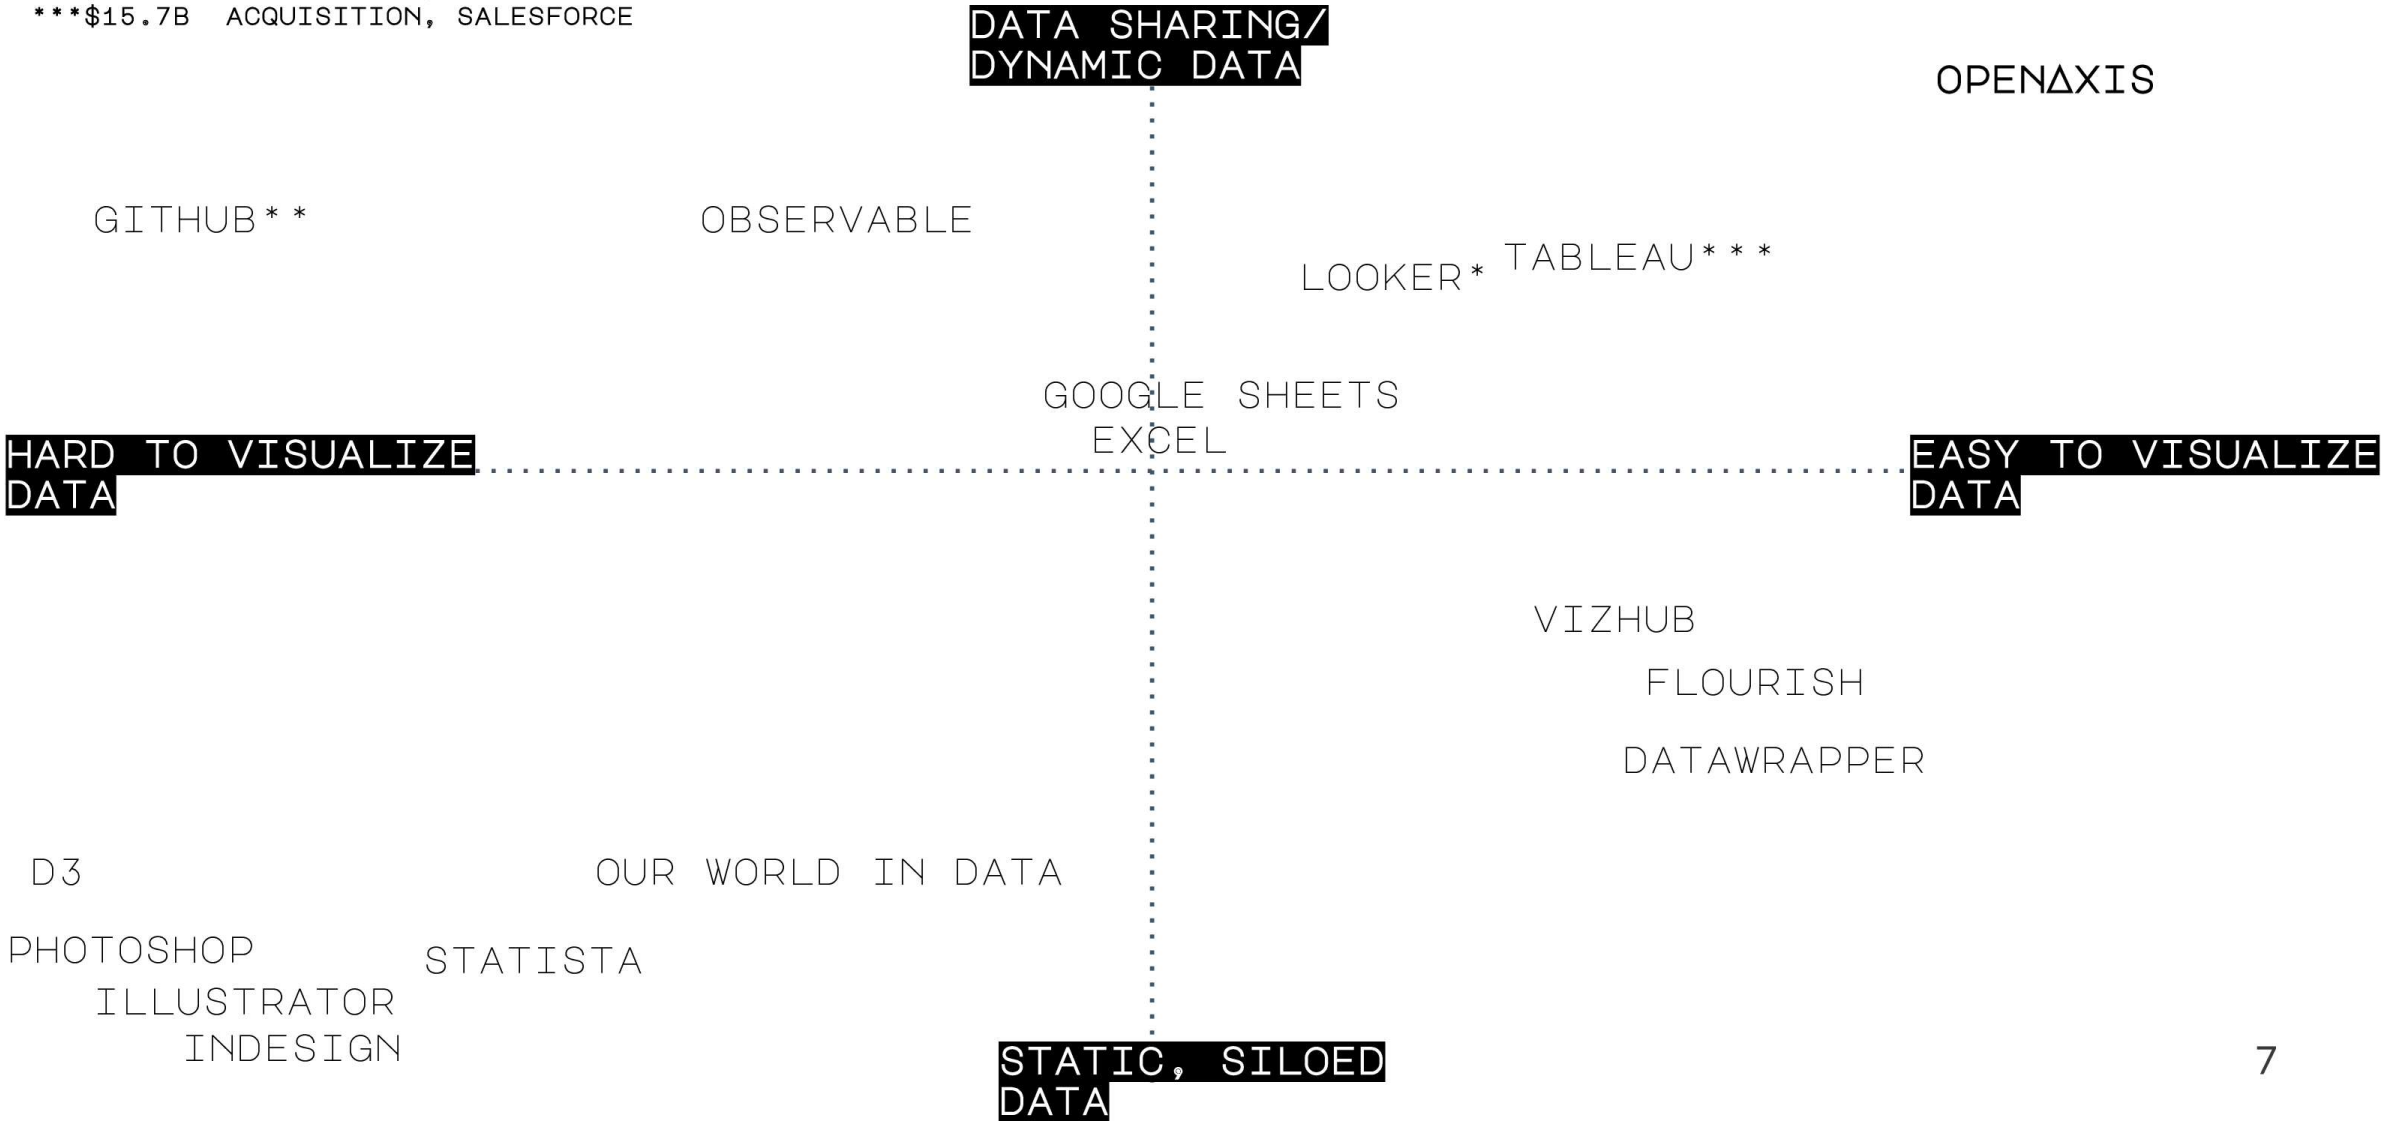 ***$15.7B ACQUISITION, SALESFORCE
DATA SHARING/
DYNAMIC DATA
OPEN∆XIS
GITHUB**
OBSERVABLE
LOOKER*
TABLEAU***
GOOGLE SHEETS
EXCEL
HARD TO VISUALIZE
DATA
EASY TO VISUALIZE
DATA
VIZHUB
FLOURISH
DATAWRAPPER
D3
OUR WORLD IN DATA
PHOTOSHOP
STATISTA
ILLUSTRATOR
INDESIGN
STATIC, SILOED
DATA
7